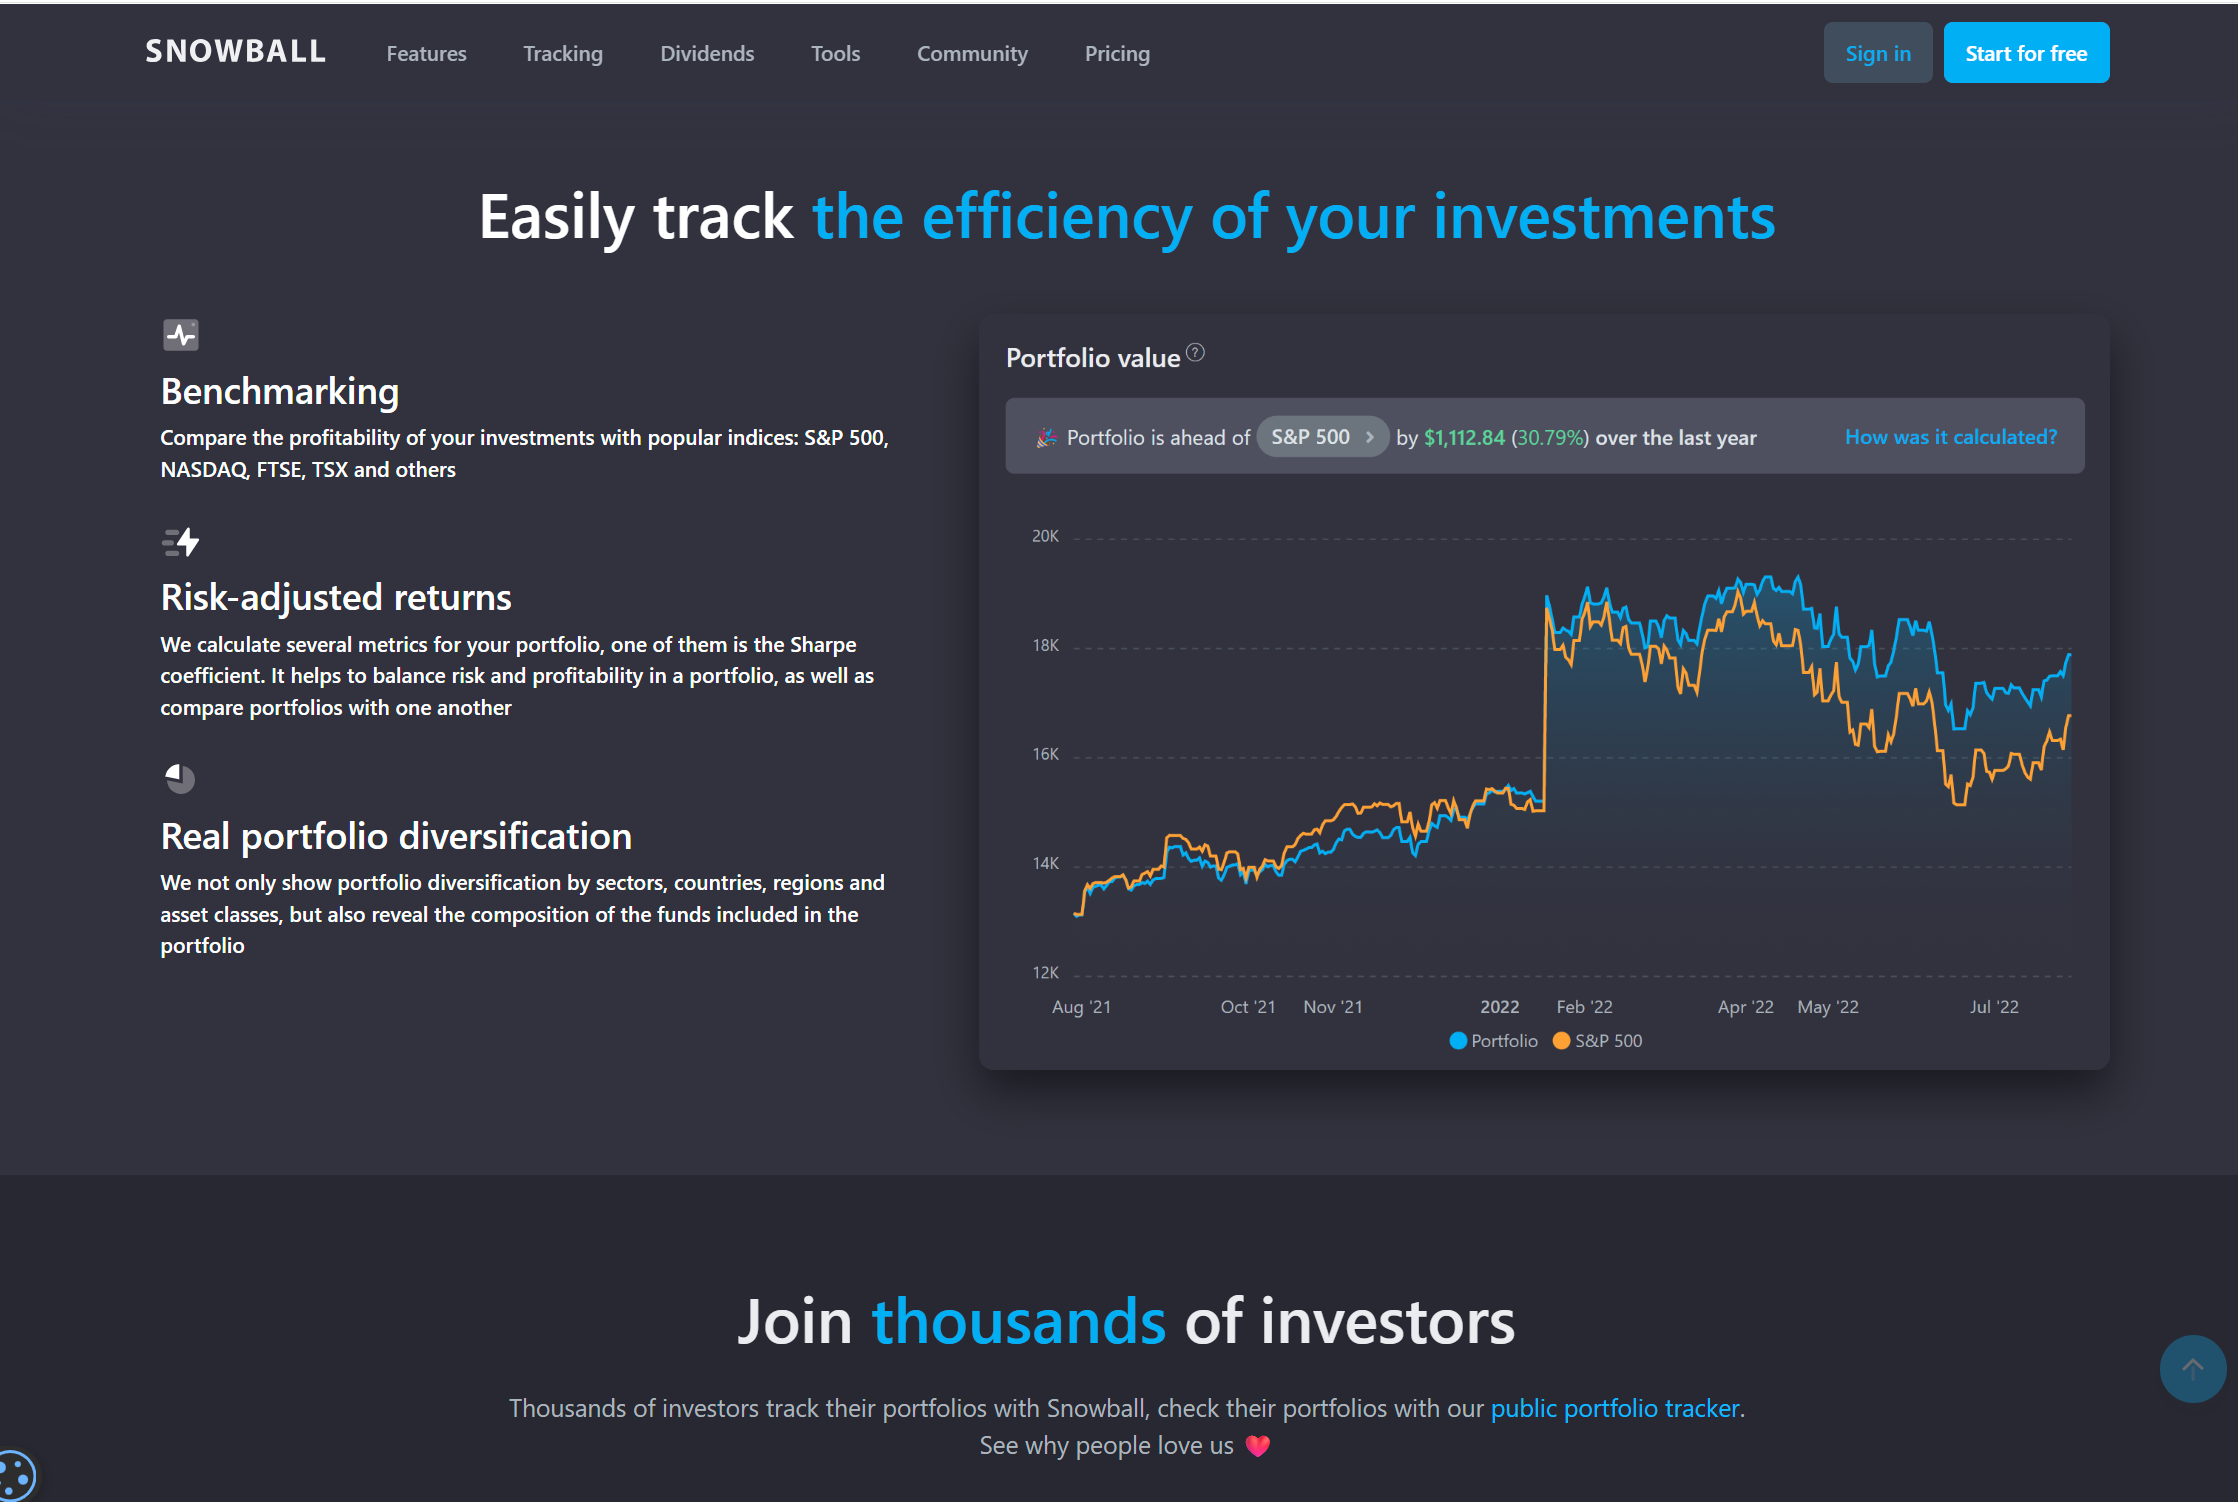 SNOWBALL
Features
Tracking
Dividends
Tools
Community
Pricing
Sign in
Start for free
Easily track the efficiency of your investments
Benchmarking
Compare the profitability of your investments with popular indices: S&P 500,
NASDAQ, FTSE, TSX and others
Risk-adjusted returns
We calculate several metrics for your portfolio, one of them is the Sharpe
coefficient. It helps to balance risk and profitability in a portfolio, as well as
compare portfolios with one another
Real portfolio diversification
We not only show portfolio diversification by sectors, countries, regions and
asset classes, but also reveal the composition of the funds included in the
portfolio
Portfolio value ?
🎉 Portfolio is ahead of S&P 500 > by $1,112.84 (30.79%) over the last year
How was it calculated?
20K
18K
16K
14K
12K
Aug '21
Oct '21
Nov '21
2022
Feb '22
Apr '22
May '22
Jul '22
Portfolio
S&P 500
Join thousands of investors
Thousands of investors track their portfolios with Snowball, check their portfolios with our public portfolio tracker.
See why people love us ❤️